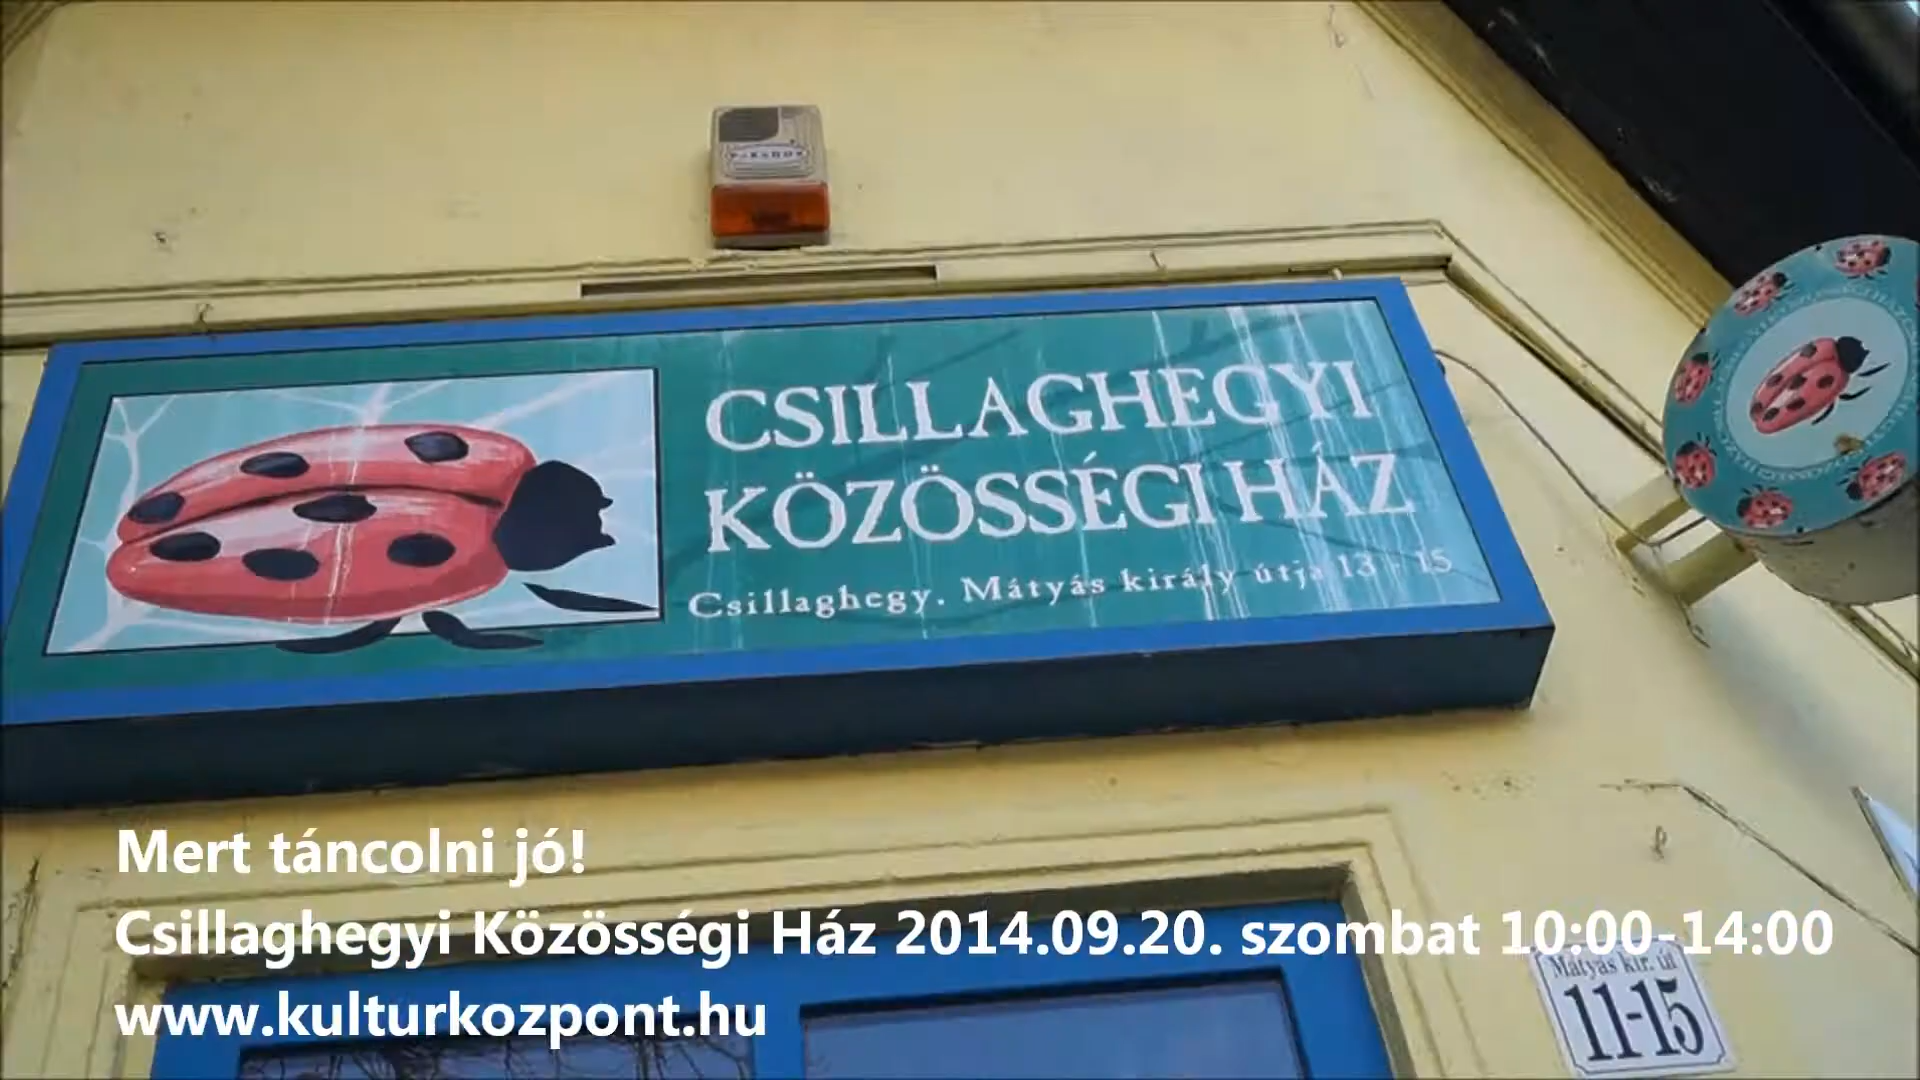 PARADOX
CSILLAGHEGYI
KÖZÖSSÉGI HÁZ
Csillaghegy. Mátyás király útja 13 - 15
Mert táncolni jó!
Csillaghegyi Közösségi Ház 2014.09.20. szombat 10:00-14:00
www.kulturkozpont.hu
Mátyás kir. út
11-15